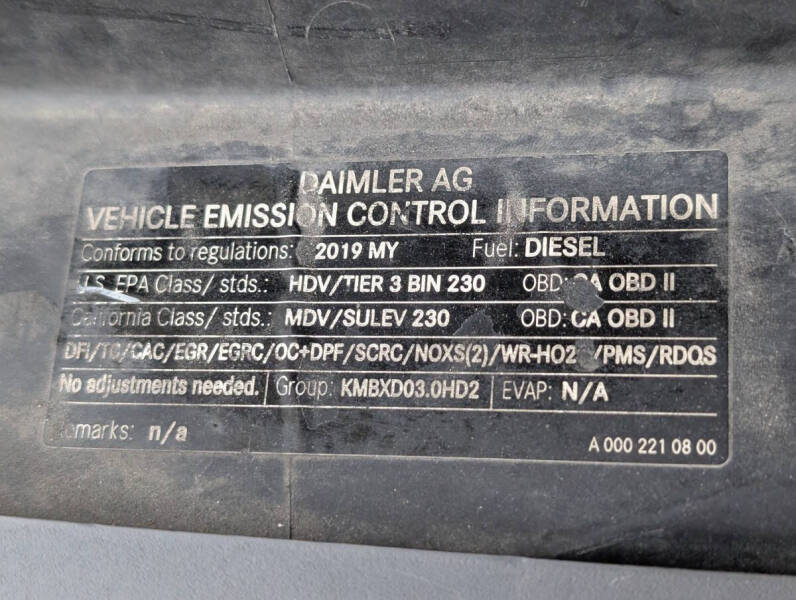 DAIMLER AG
VEHICLE EMISSION CONTROL INFORMATION
Conforms to regulations: 2019 MY Fuel: DIESEL
U.S. EPA Class/ stds.: HDV/TIER 3 BIN 230 OBD: CA OBD II
California Class/ stds.: MDV/SULEV 230 OBD: CA OBD II
DFI/TC/CAC/EGR/EGRC/OC+DPF/SCRC/NOXS(2)/WR-HO2S/PMS/RDQS
No adjustments needed. Group: KMBXD03.0HD2 EVAP: N/A
Remarks: n/a
A 000 221 08 00